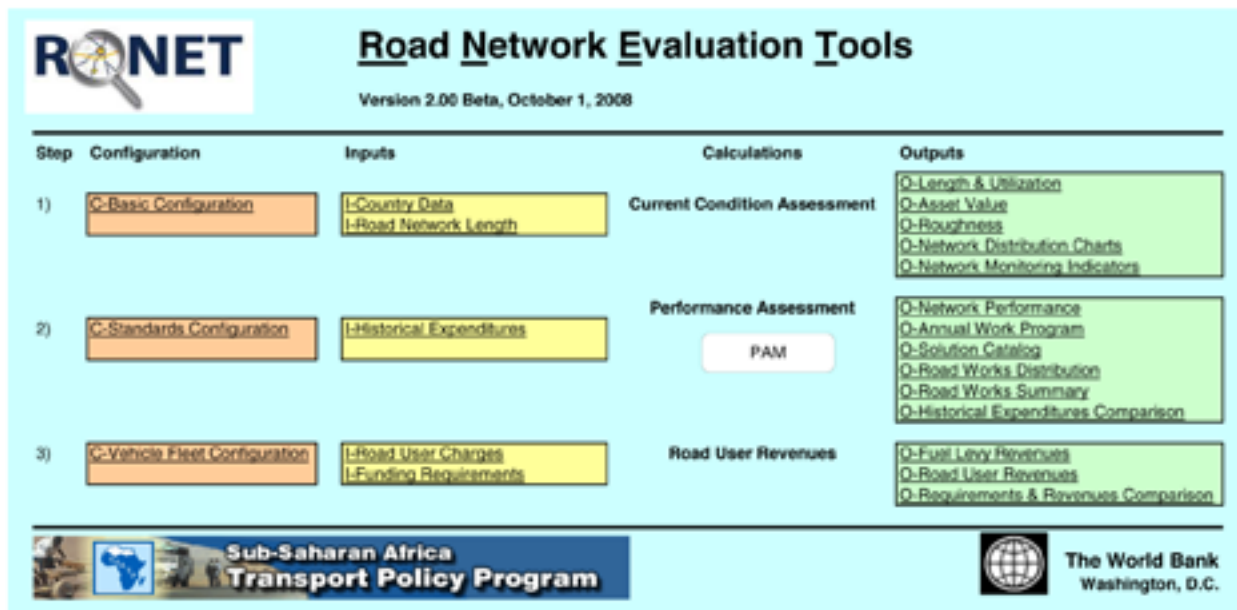 RONET
Road Network Evaluation Tools
Version 2.00 Beta, October 1, 2008
Step Configuration Inputs Calculations Outputs
1) C-Basic Configuration
I-Country Data
I-Road Network Length
Current Condition Assessment
O-Length & Utilization
O-Asset Value
O-Roughness
O-Network Distribution Charts
O-Network Monitoring Indicators
2) C-Standards Configuration
I-Historical Expenditures
Performance Assessment
PAM
O-Network Performance
O-Annual Work Program
O-Solution Catalog
O-Road Works Distribution
O-Road Works Summary
O-Historical Expenditures Comparison
3) C-Vehicle Fleet Configuration
I-Road User Charges
I-Funding Requirements
Road User Revenues
O-Fuel Levy Revenues
O-Road User Revenues
O-Requirements & Revenues Comparison
Sub-Saharan Africa
Transport Policy Program
The World Bank
Washington, D.C.